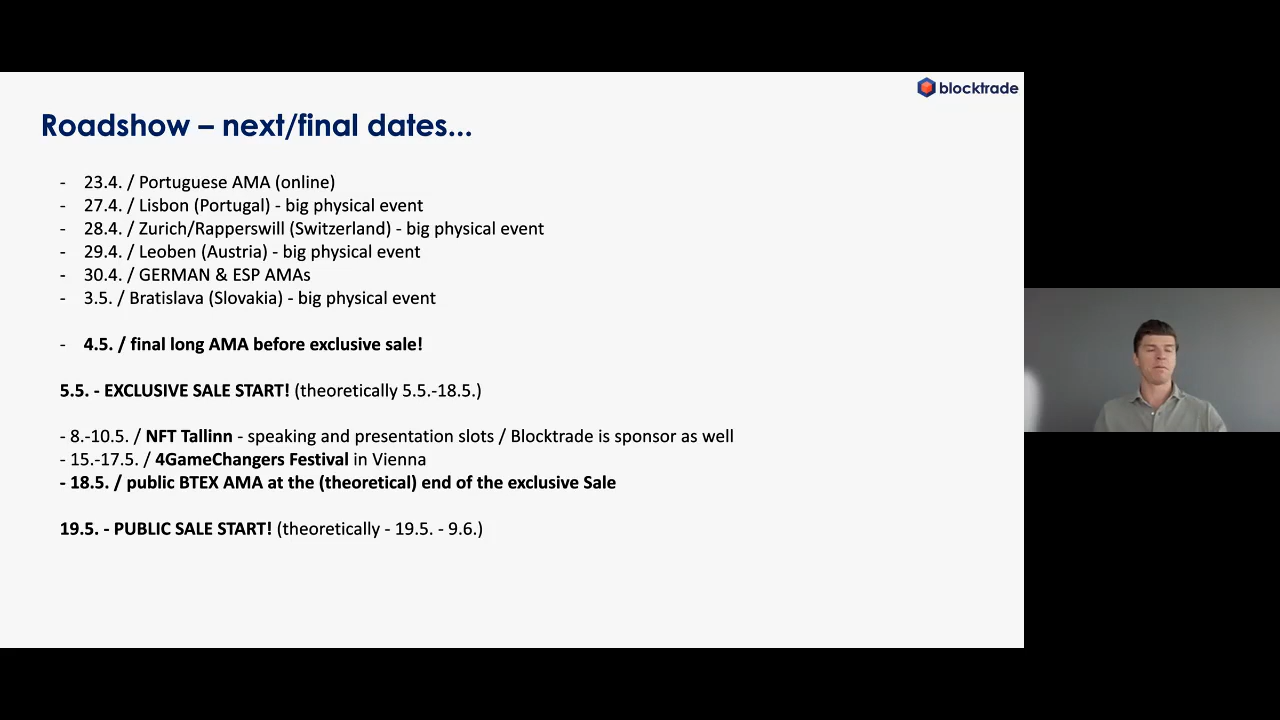 blocktrade
Roadshow – next/final dates...
- 23.4. / Portuguese AMA (online)
- 27.4. / Lisbon (Portugal) - big physical event
- 28.4. / Zurich/Rapperswill (Switzerland) - big physical event
- 29.4. / Leoben (Austria) - big physical event
- 30.4. / GERMAN & ESP AMAs
- 3.5. / Bratislava (Slovakia) - big physical event
- 4.5. / final long AMA before exclusive sale!
5.5. - EXCLUSIVE SALE START! (theoretically 5.5.-18.5.)
- 8.-10.5. / NFT Tallinn - speaking and presentation slots / Blocktrade is sponsor as well
- 15.-17.5. / 4GameChangers Festival in Vienna
- 18.5. / public BTEX AMA at the (theoretical) end of the exclusive Sale
19.5. - PUBLIC SALE START! (theoretically - 19.5. - 9.6.)